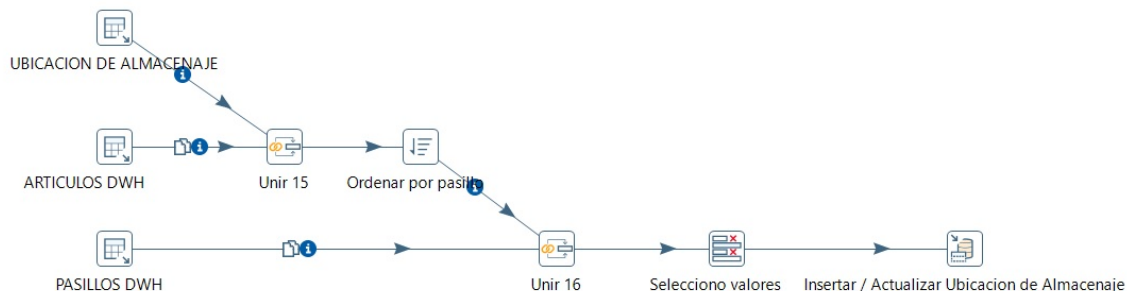 UBICACION DE ALMACENAJE
ARTICULOS DWH
Unir 15
Ordenar por pasillo
PASILLOS DWH
Unir 16
Selecciono valores
Insertar / Actualizar Ubicacion de Almacenaje